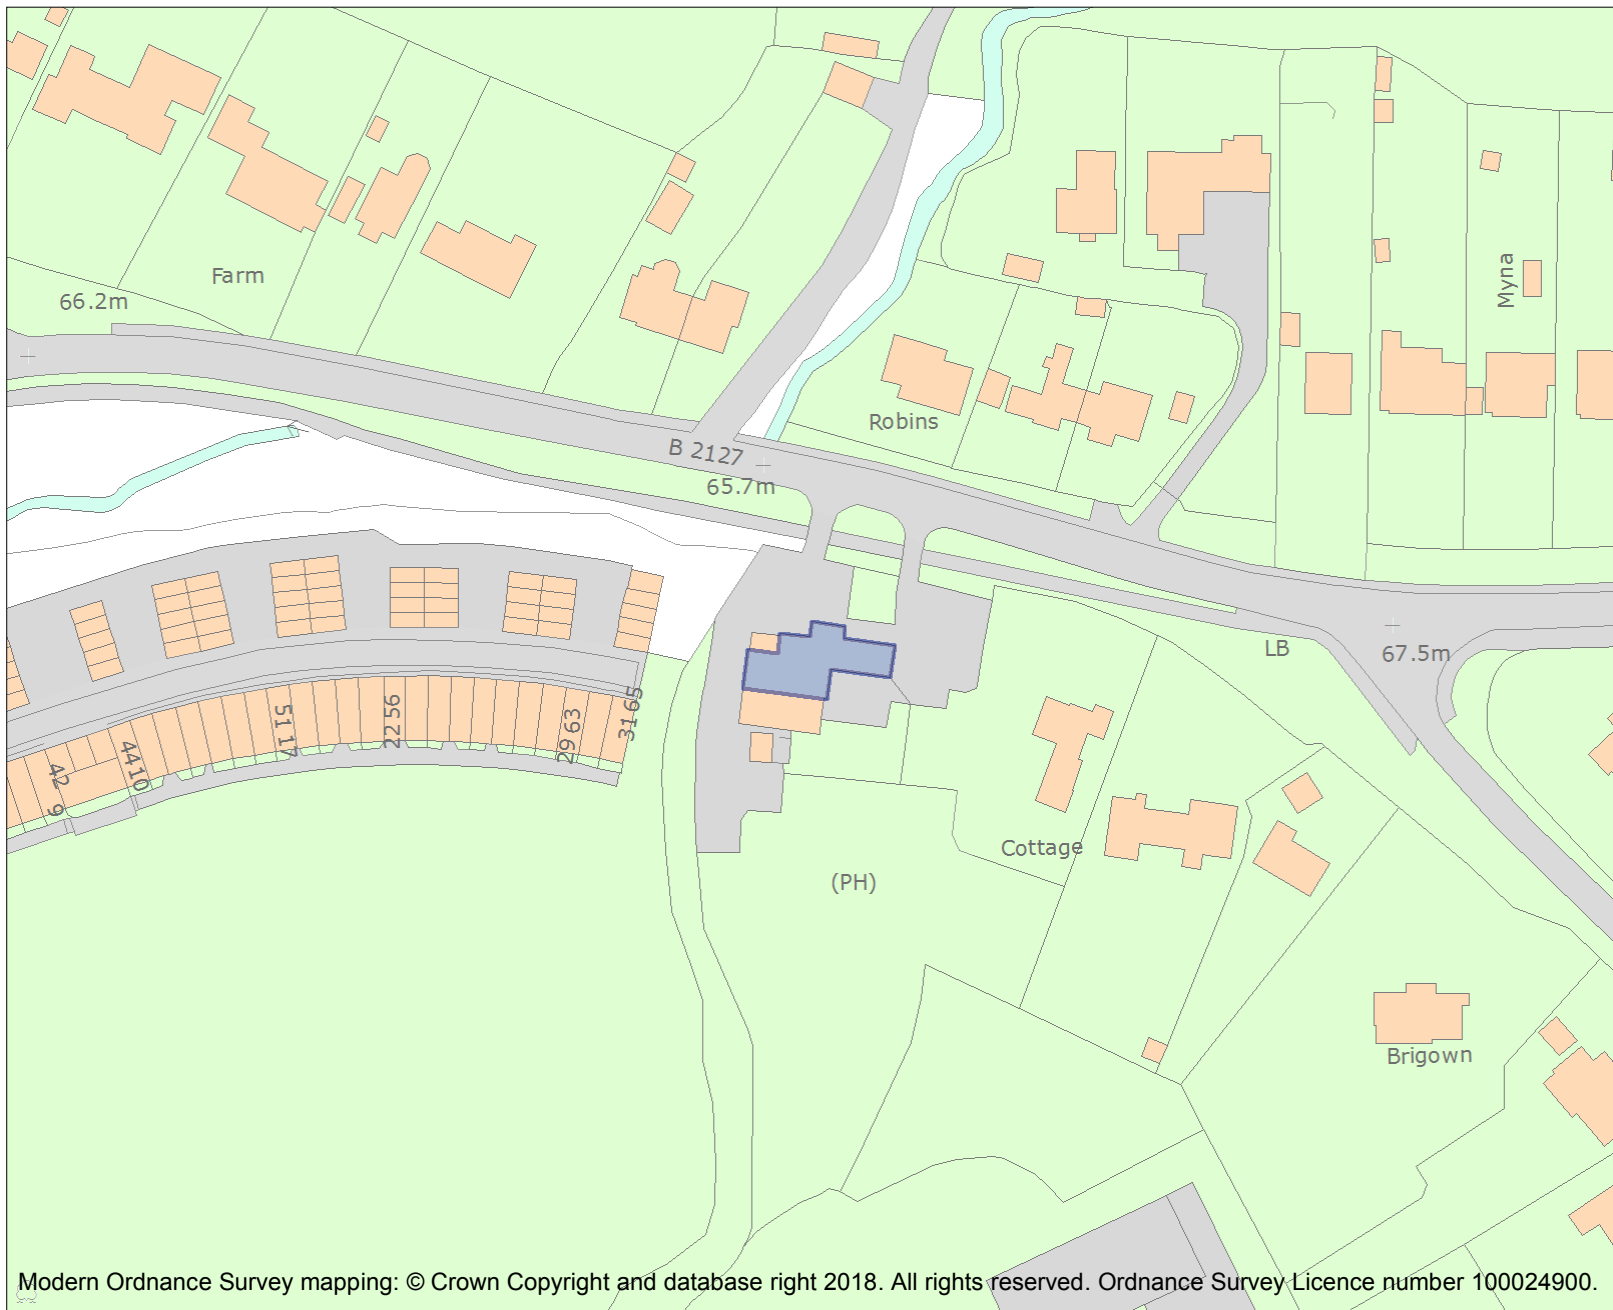 Farm
66.2m
Myna
Robins
B 2127
65.7m
LB
67.5m
51 17
22 56
29 63
31 65
44 10
42 9
Cottage
(PH)
Brigown
Modern Ordnance Survey mapping: © Crown Copyright and database right 2018. All rights reserved. Ordnance Survey Licence number 100024900.